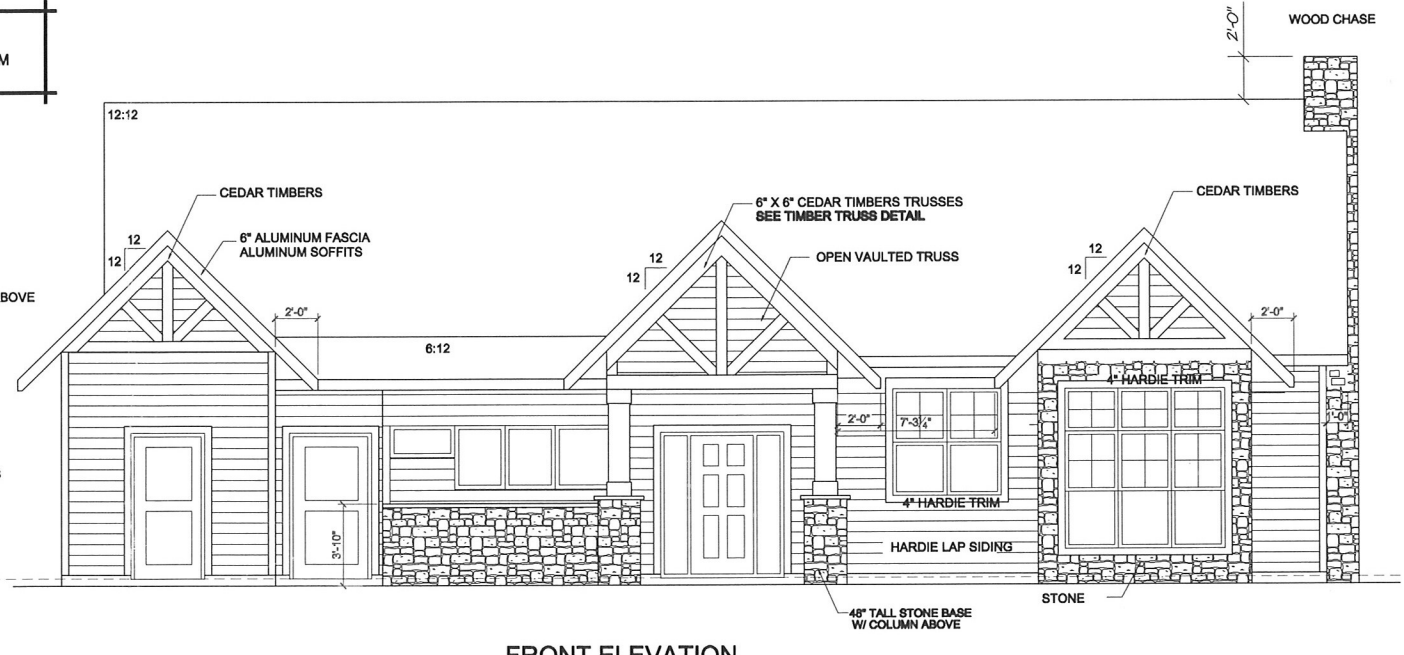 WOOD CHASE
2'-0"
M
12:12
CEDAR TIMBERS
6" X 6" CEDAR TIMBERS TRUSSES
SEE TIMBER TRUSS DETAIL
CEDAR TIMBERS
12
12
6" ALUMINUM FASCIA
ALUMINUM SOFFITS
12
12
OPEN VAULTED TRUSS
12
12
BOVE
2'-0"
2'-0"
6:12
4" HARDIE TRIM
2'-0"
7'-3¼"
1'-0"
4" HARDIE TRIM
3'-10"
HARDIE LAP SIDING
STONE
48" TALL STONE BASE
W/ COLUMN ABOVE
FRONT ELEVATION